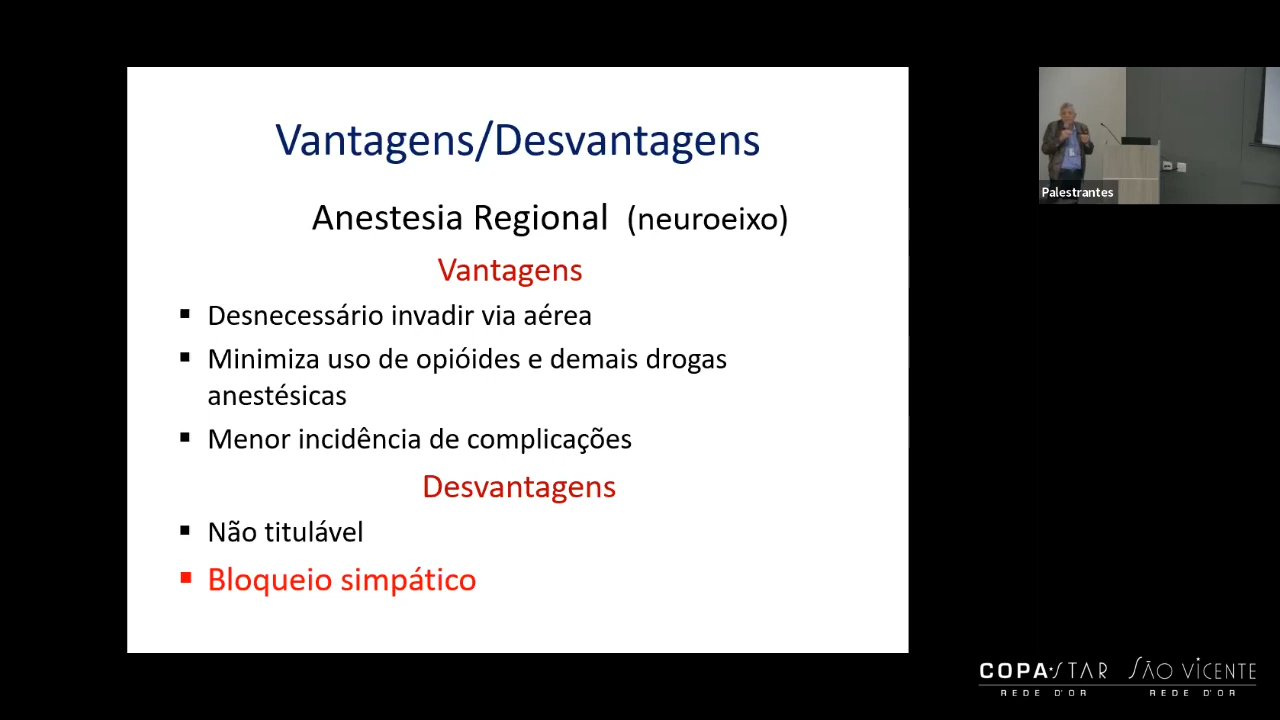 Vantagens/Desvantagens
Anestesia Regional (neuroeixo)
Vantagens
▪ Desnecessário invadir via aérea
▪ Minimiza uso de opióides e demais drogas
anestésicas
▪ Menor incidência de complicações
Desvantagens
▪ Não titulável
▪ Bloqueio simpático
Palestrantes
COPA STAR SÃO VICENTE
REDE D'OR REDE D'OR